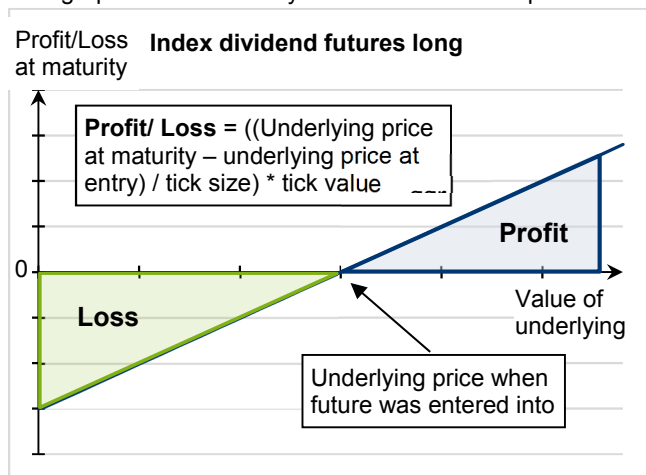 Profit/Loss
at maturity
Index dividend futures long
Profit/ Loss = ((Underlying price
at maturity – underlying price at
entry) / tick size) * tick value
Profit
0
Loss
Value of
underlying
Underlying price when
future was entered into